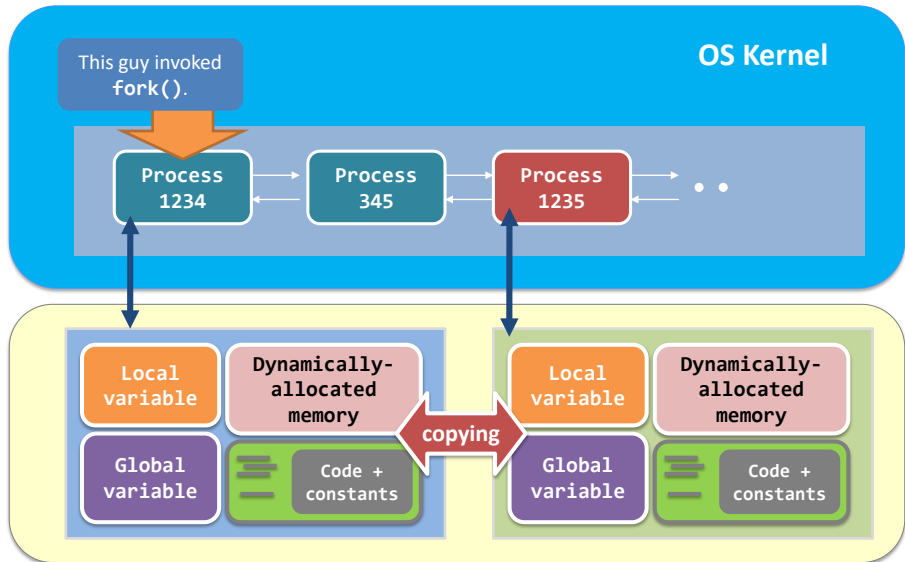 OS Kernel
This guy invoked
fork().
Process
1234
Process
345
Process
1235
Local
variable
Dynamically-
allocated
memory
Global
variable
Code +
constants
copying
Local
variable
Dynamically-
allocated
memory
Global
variable
Code +
constants